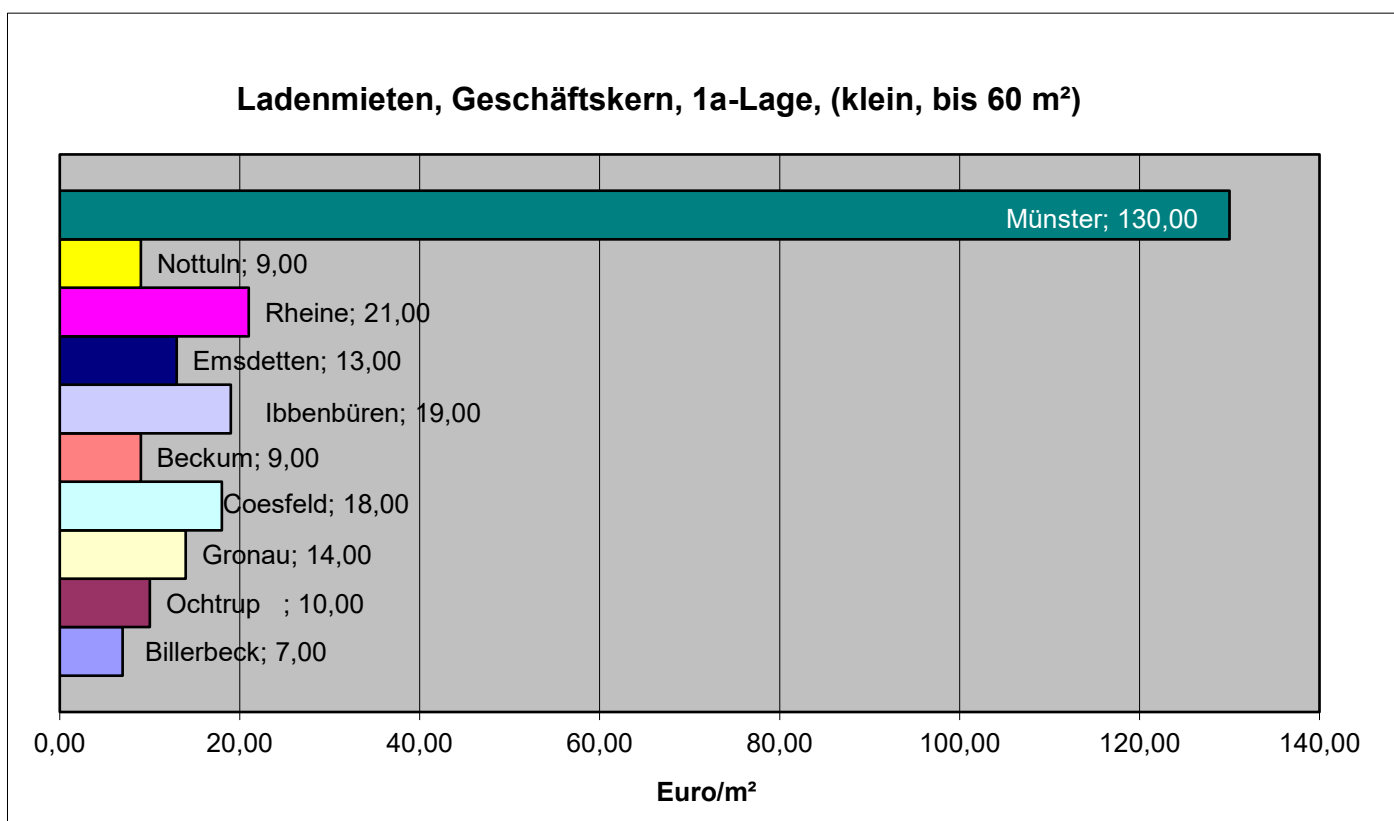 Ladenmieten, Geschäftskern, 1a-Lage, (klein, bis 60 m²)
Münster; 130,00
Nottuln; 9,00
Rheine; 21,00
Emsdetten; 13,00
Ibbenbüren; 19,00
Beckum; 9,00
Coesfeld; 18,00
Gronau; 14,00
Ochtrup   ; 10,00
Billerbeck; 7,00
0,00 20,00 40,00 60,00 80,00 100,00 120,00 140,00
Euro/m²